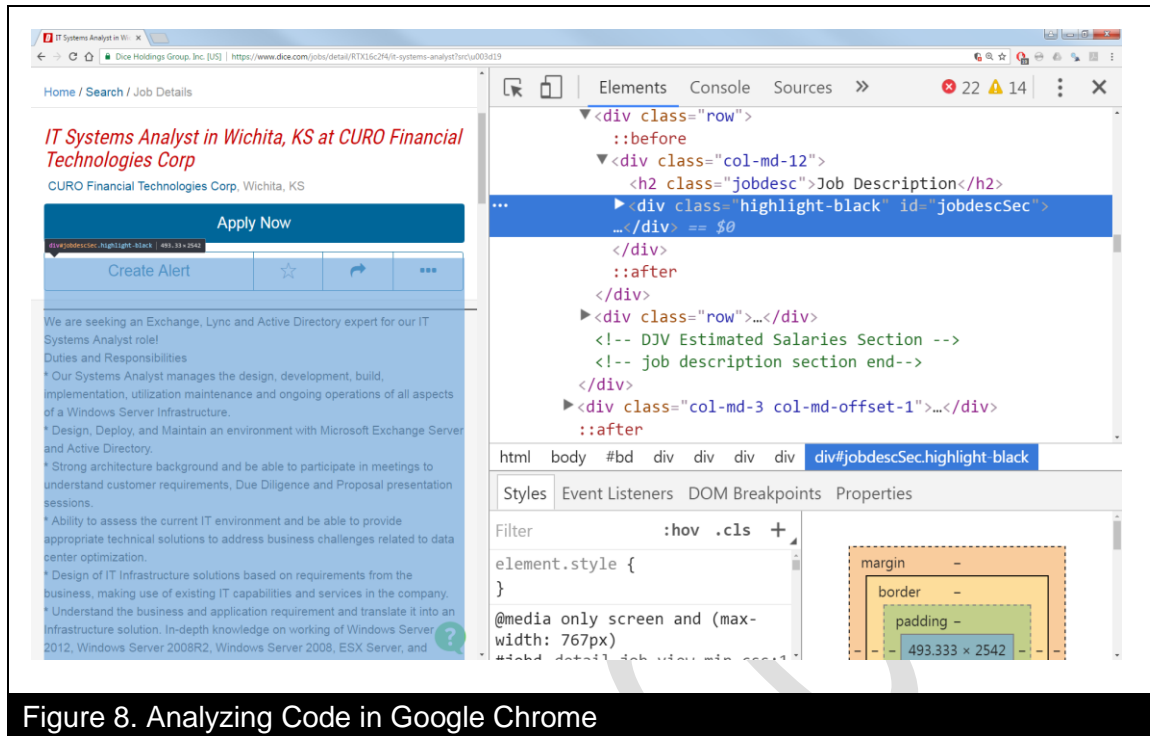 IT Systems Analyst in Wi
Dice Holdings Group, Inc. [US] | https://www.dice.com/jobs/detail/RTX16c2f4/it-systems-analyst?src\u003d19
Home / Search / Job Details
IT Systems Analyst in Wichita, KS at CURO Financial
Technologies Corp
CURO Financial Technologies Corp, Wichita, KS
Apply Now
div#jobdescSec.highlight-black | 493.33 × 2542
Create Alert
We are seeking an Exchange, Lync and Active Directory expert for our IT
Systems Analyst role!
Duties and Responsibilities
* Our Systems Analyst manages the design, development, build,
implementation, utilization maintenance and ongoing operations of all aspects
of a Windows Server Infrastructure.
* Design, Deploy, and Maintain an environment with Microsoft Exchange Server
and Active Directory.
* Strong architecture background and be able to participate in meetings to
understand customer requirements, Due Diligence and Proposal presentation
sessions.
* Ability to assess the current IT environment and be able to provide
appropriate technical solutions to address business challenges related to data
center optimization.
* Design of IT Infrastructure solutions based on requirements from the
business, making use of existing IT capabilities and services in the company.
* Understand the business and application requirement and translate it into an
Infrastructure solution. In-depth knowledge on working of Windows Server
2012, Windows Server 2008R2, Windows Server 2008, ESX Server, and
?
Elements Console Sources » 22 14
▼<div class="row">
::before
▼<div class="col-md-12">
<h2 class="jobdesc">Job Description</h2>
… ▶<div class="highlight-black" id="jobdescSec">
…</div> == $0
</div>
::after
</div>
▶<div class="row">…</div>
<!-- DJV Estimated Salaries Section -->
<!-- job description section end-->
</div>
▶<div class="col-md-3 col-md-offset-1">…</div>
::after
html body #bd div div div div div#jobdescSec.highlight-black
Styles Event Listeners DOM Breakpoints Properties
Filter :hov .cls +
element.style {
}
@media only screen and (max-
width: 767px)
margin –
border –
padding –
– – – 493.333 × 2542 – – –
Figure 8. Analyzing Code in Google Chrome